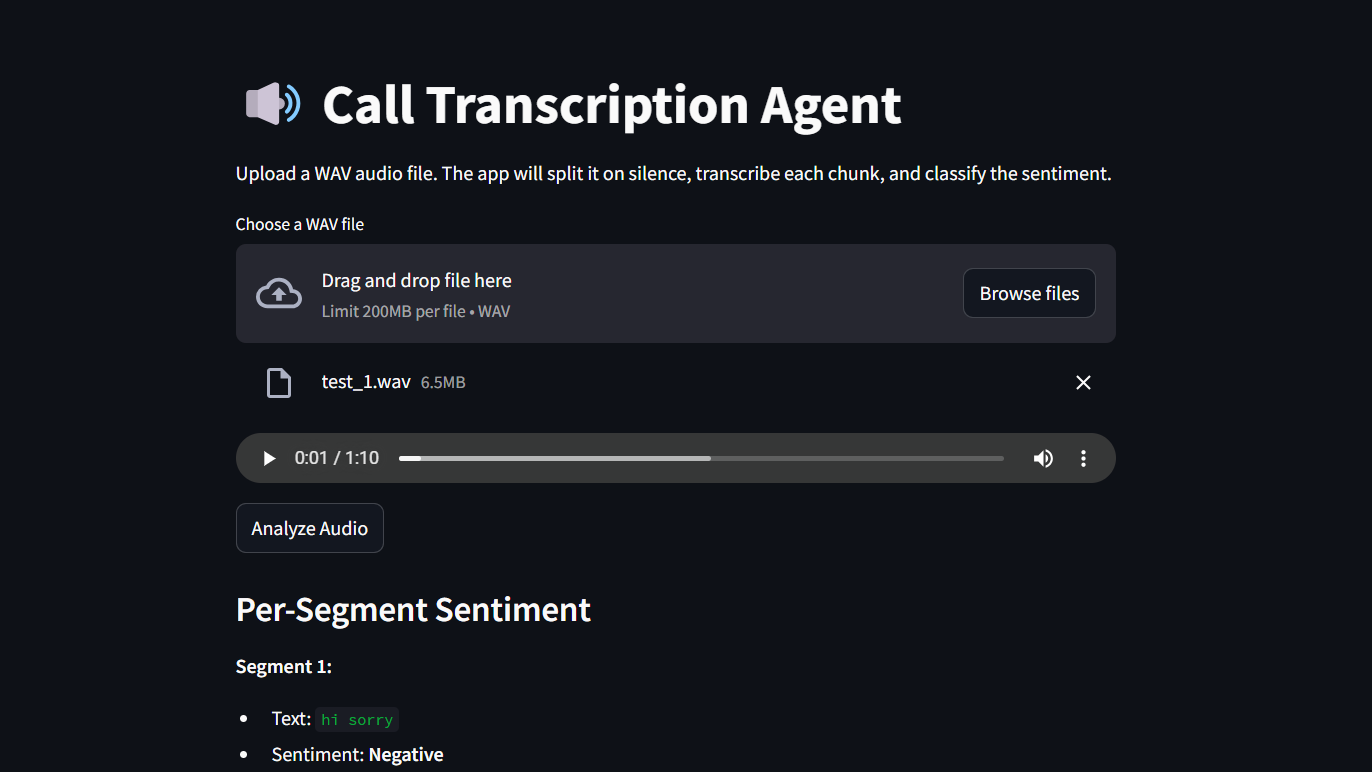 Call Transcription Agent
Upload a WAV audio file. The app will split it on silence, transcribe each chunk, and classify the sentiment.
Choose a WAV file
Drag and drop file here
Limit 200MB per file • WAV
Browse files
test_1.wav 6.5MB
0:01 / 1:10
Analyze Audio
Per-Segment Sentiment
Segment 1:
• Text: hi sorry
• Sentiment: Negative